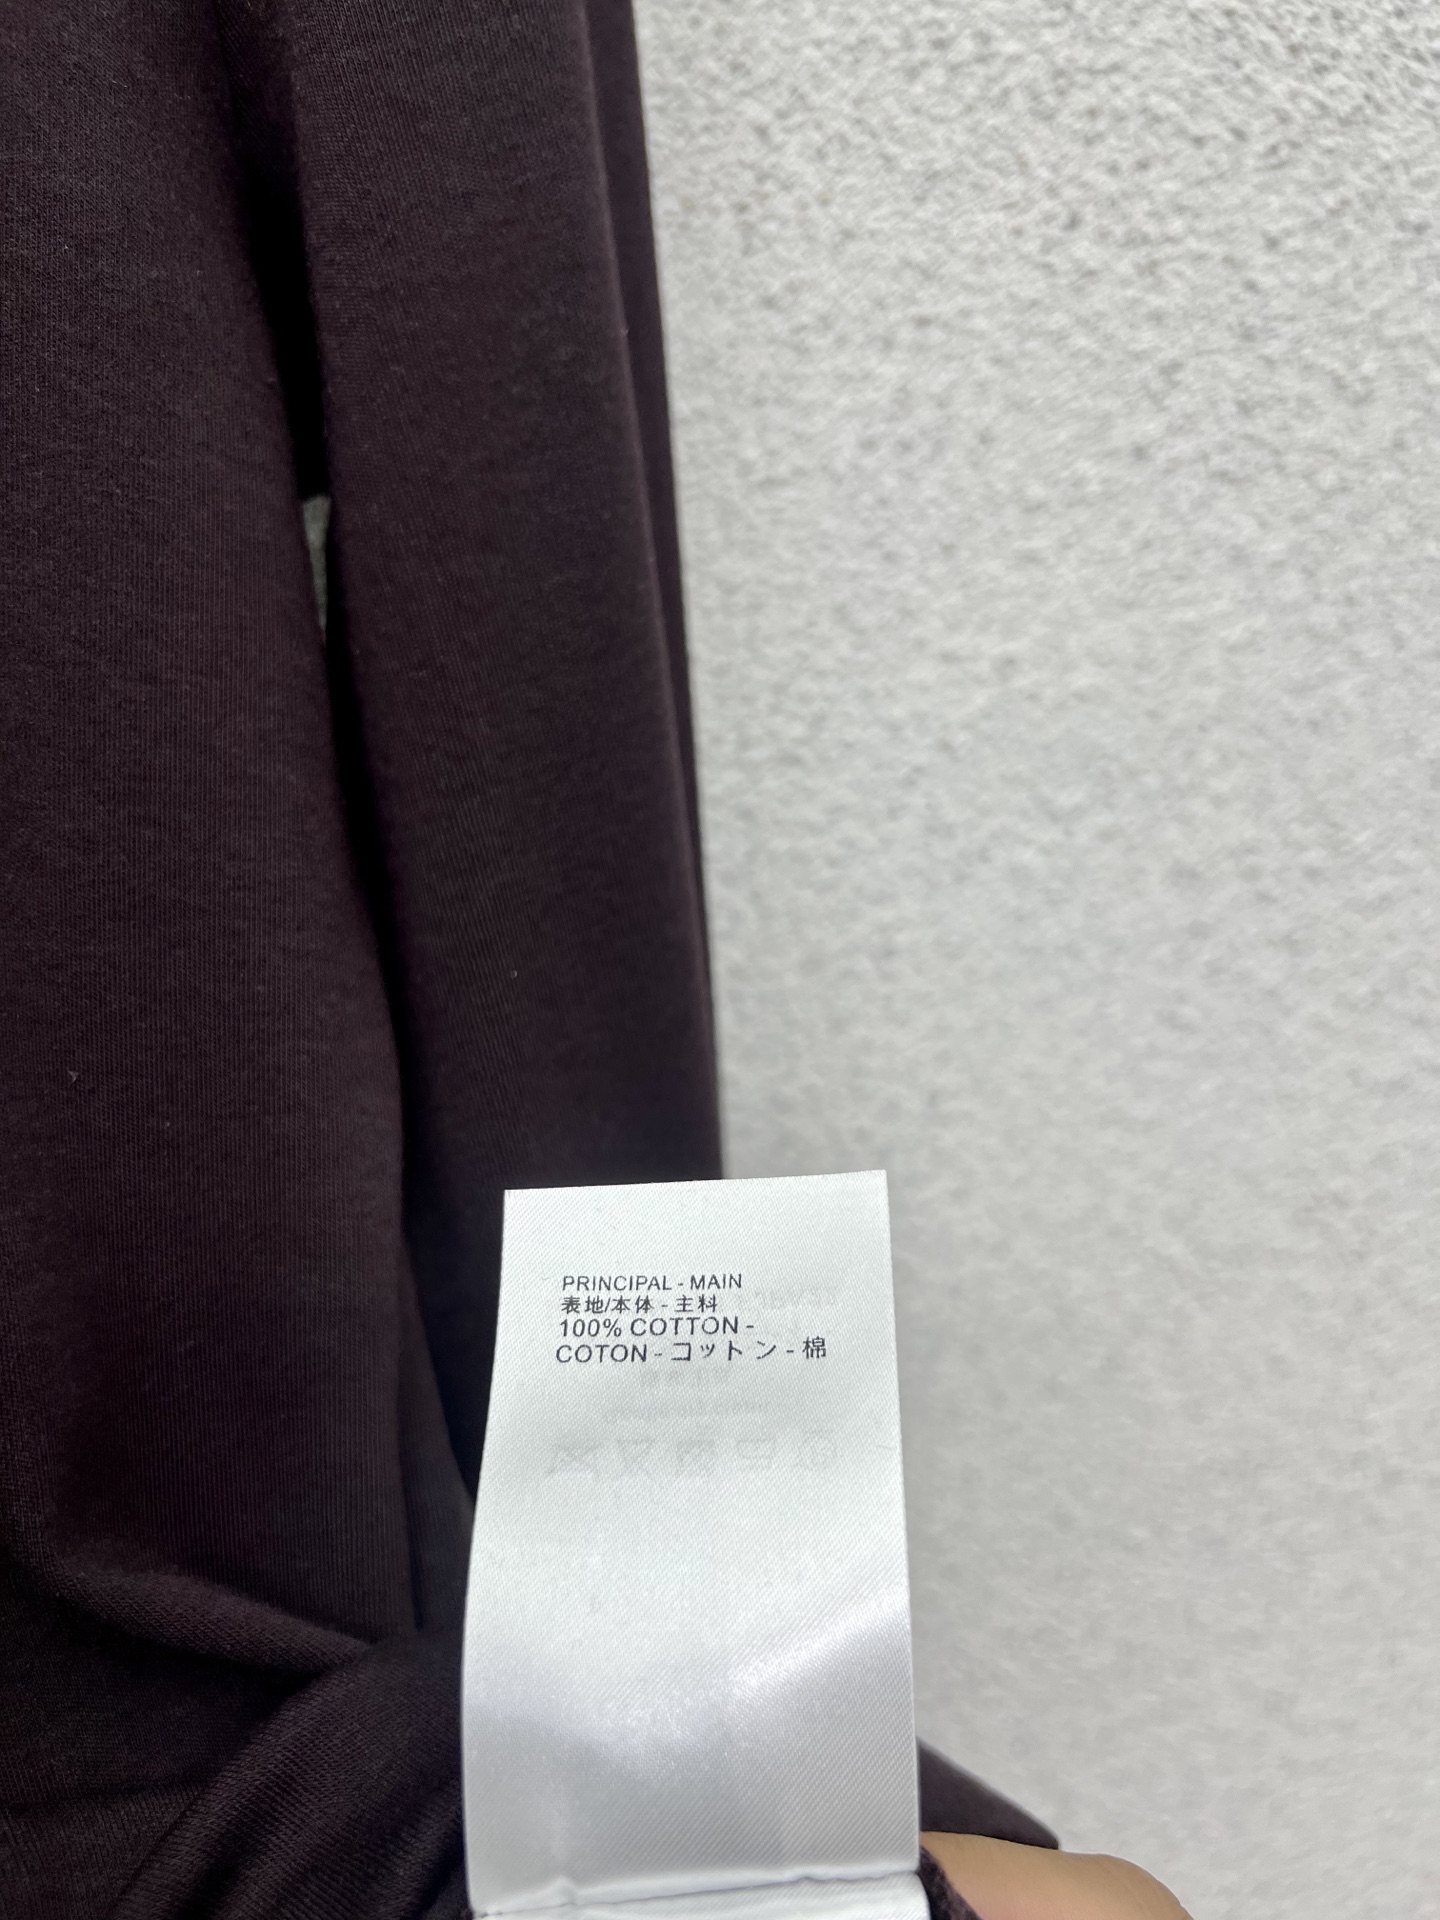 PRINCIPAL - MAIN
表地/本体 - 主料
100% COTTON -
COTON - コットン - 棉